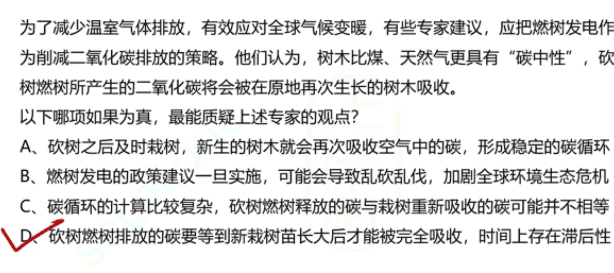 为了减少温室气体排放，有效应对全球气候变暖，有些专家建议，应把燃树发电作
为削减二氧化碳排放的策略。他们认为，树木比煤、天然气更具有“碳中性”，砍
树燃树所产生的二氧化碳将会被在原地再次生长的树木吸收。
以下哪项如果为真，最能质疑上述专家的观点？
A、砍树之后及时栽树，新生的树木就会再次吸收空气中的碳，形成稳定的碳循环
B、燃树发电的政策建议一旦实施，可能会导致乱砍乱伐，加剧全球环境生态危机
C、碳循环的计算比较复杂，砍树燃树释放的碳与栽树重新吸收的碳可能并不相等
D、砍树燃树排放的碳要等到新栽树苗长大后才能被完全吸收，时间上存在滞后性